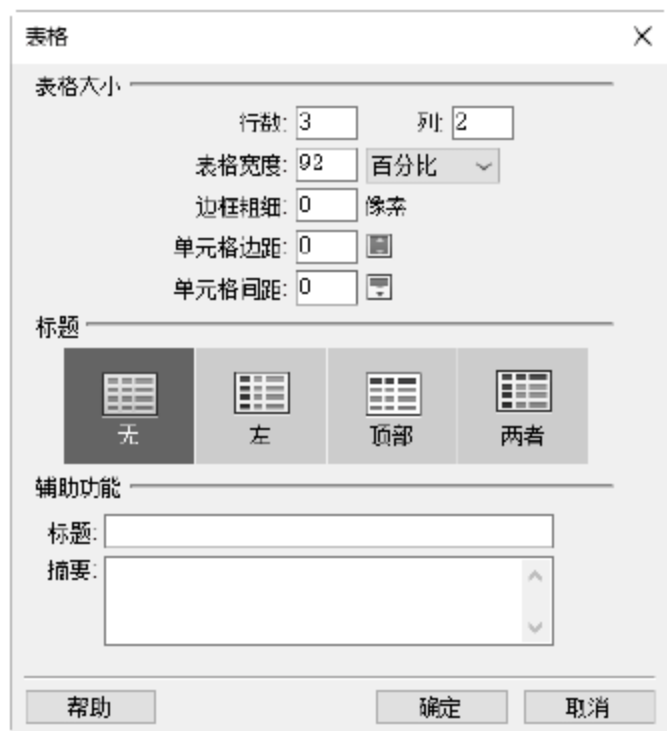 表格
表格大小
行数: 3 列: 2
表格宽度: 92 百分比
边框粗细: 0 像素
单元格边距: 0
单元格间距: 0
标题
无 左 顶部 两者
辅助功能
标题:
摘要:
帮助 确定 取消